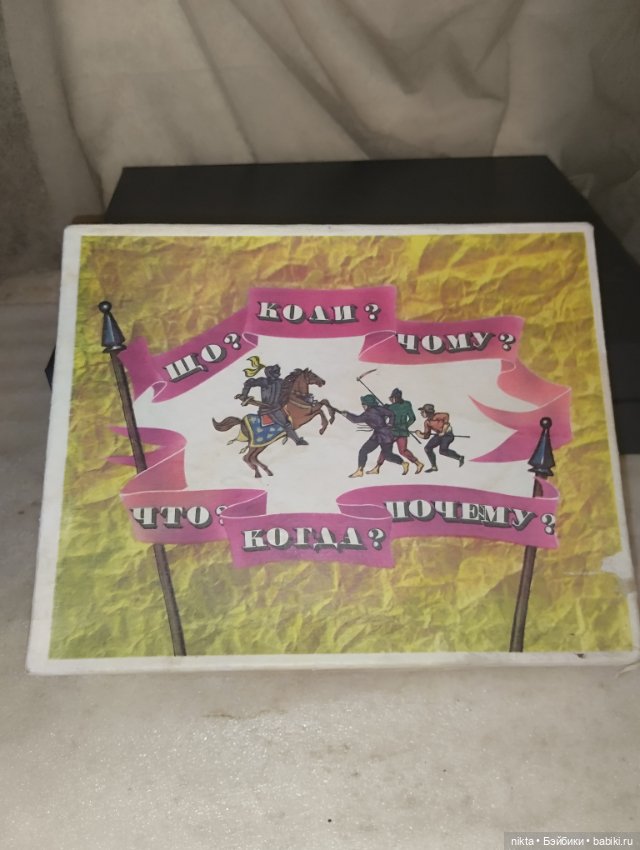 ЩО? КОЛИ? ЧОМУ?
ЧТО? КОГДА? ПОЧЕМУ?
nikta • Бэйбики • babiki.ru